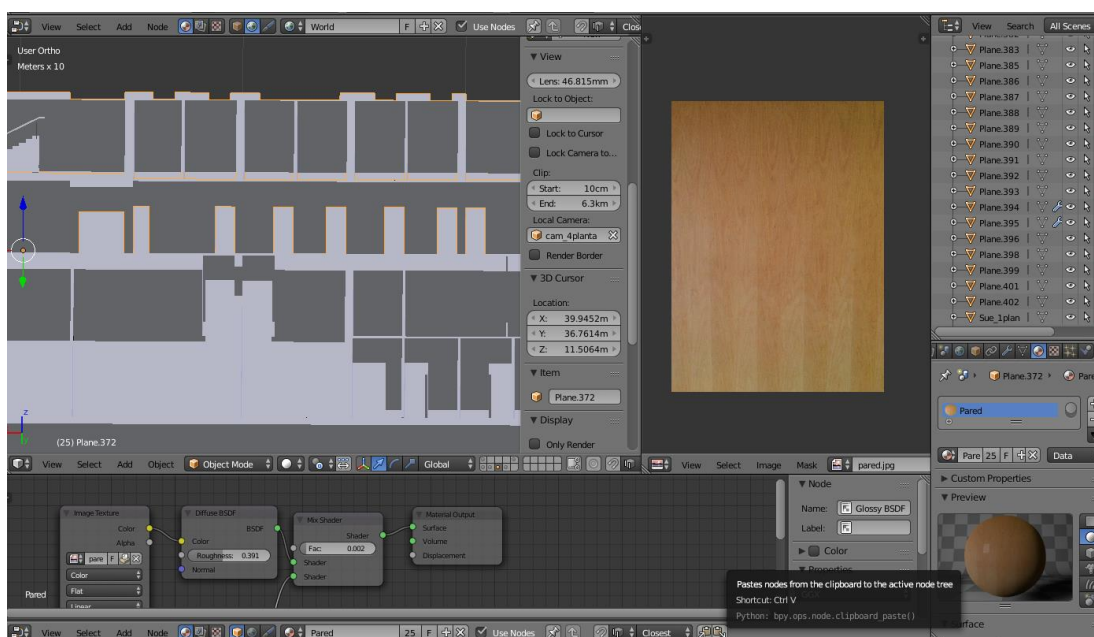 View Select Add Node World F Use Nodes Clos
User Ortho
Meters x 10
(25) Plane.372
View
Lens: 46.815mm
Lock to Object:
Lock to Cursor
Lock Camera to...
Clip:
Start: 10cm
End: 6.3km
Local Camera:
cam_4planta
Render Border
3D Cursor
Location:
X: 39.9452m
Y: 36.7614m
Z: 11.5064m
Item
Plane.372
Display
Only Render
View Search All Scenes
Plane.383
Plane.385
Plane.386
Plane.387
Plane.388
Plane.389
Plane.390
Plane.391
Plane.392
Plane.393
Plane.394
Plane.395
Plane.396
Plane.398
Plane.399
Plane.401
Plane.402
Sue_1plan
Plane.372 Pare
Pared
Pare 25 F Data
Custom Properties
Preview
Surface
View Select Add Object Object Mode Global
View Select Image Mask pared.jpg
Image Texture
Color
Alpha
pare F
Color
Flat
Linear
Diffuse BSDF
BSDF
Color
Roughness: 0.391
Normal
Mix Shader
Shader
Fac: 0.002
Shader
Shader
Material Output
Surface
Volume
Displacement
Pared
Node
Name: Glossy BSDF
Label:
Color
Properties
Pastes nodes from the clipboard to the active node tree
Shortcut: Ctrl V
Python: bpy.ops.node.clipboard_paste()
View Select Add Node Pared 25 F Use Nodes Closest